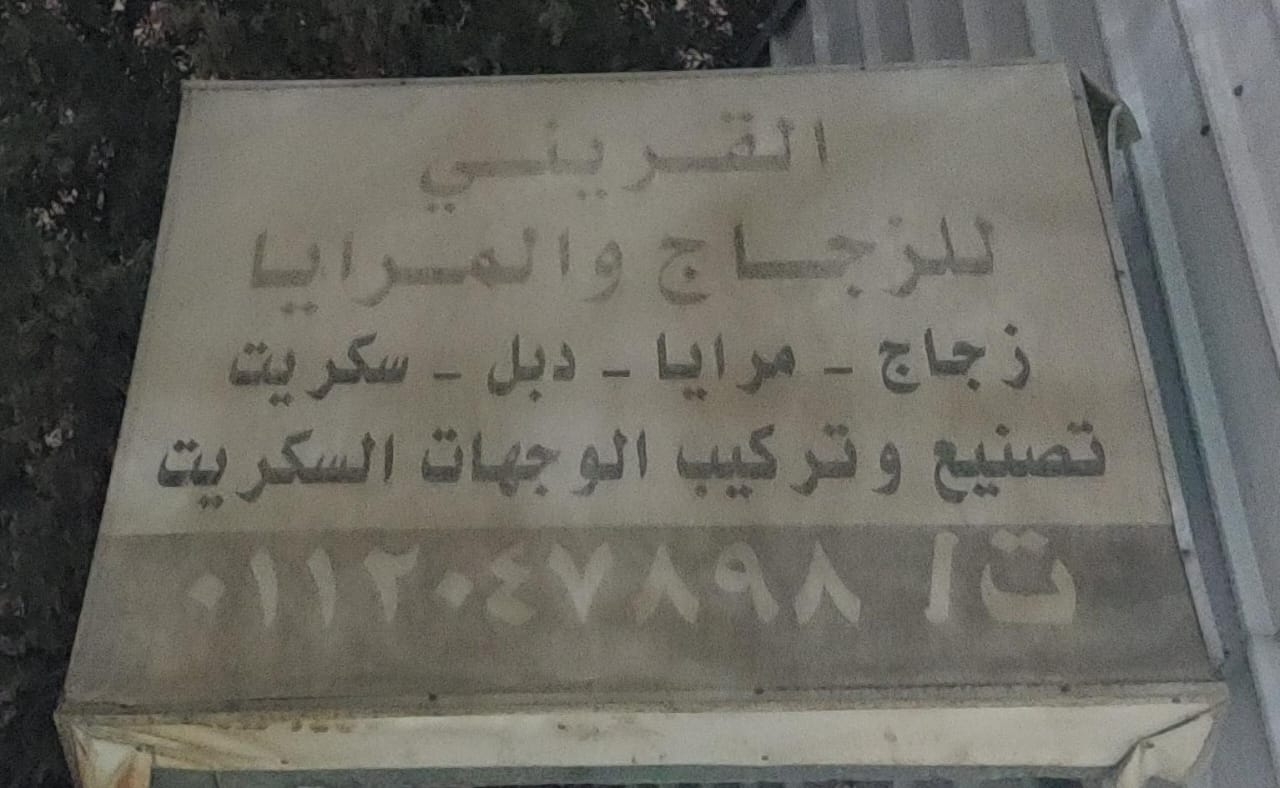 القريني
للزجاج والمرايا
زجاج - مرايا - دبل - سكريت
تصنيع وتركيب الوجهات السكريت
ت/ ٠١١٢٠٤٧٨٩٨